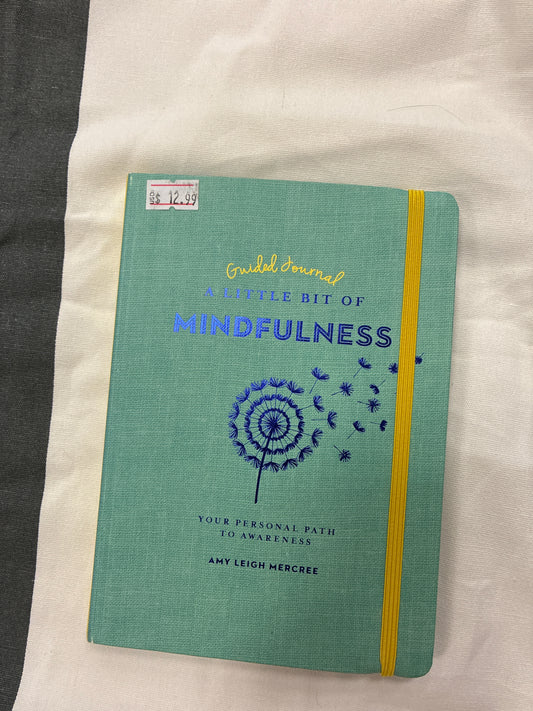 $ 12.99
Guided Journal
A LITTLE BIT OF
MINDFULNESS
YOUR PERSONAL PATH
TO AWARENESS
AMY LEIGH MERCREE